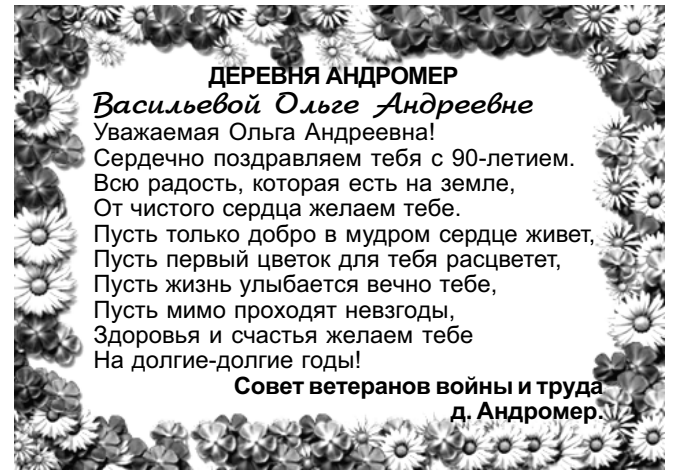 ДЕРЕВНЯ АНДРОМЕР
Васильевой Ольге Андреевне
Уважаемая Ольга Андреевна!
Сердечно поздравляем тебя с 90-летием.
Всю радость, которая есть на земле,
От чистого сердца желаем тебе.
Пусть только добро в мудром сердце живет,
Пусть первый цветок для тебя расцветет,
Пусть жизнь улыбается вечно тебе,
Пусть мимо проходят невзгоды,
Здоровья и счастья желаем тебе
На долгие-долгие годы!
Совет ветеранов войны и труда
д. Андромер.